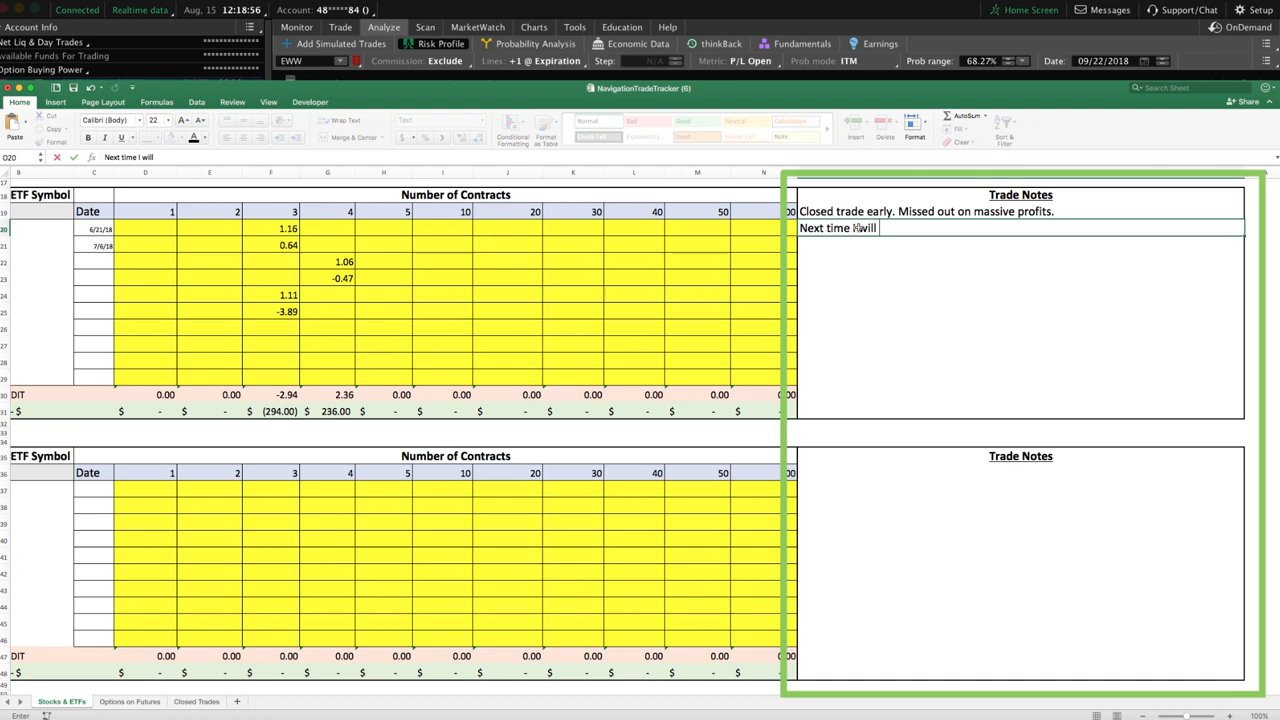 Connected Realtime data Aug, 15 12:18:56 Account: 48*****84 () Home Screen Messages Support/Chat Setup
Account Info Monitor Trade Analyze Scan MarketWatch Charts Tools Education Help OnDemand
Net Liq & Day Trades Add Simulated Trades Risk Profile Probability Analysis Economic Data thinkBack Fundamentals Earnings
Available Funds For Trading
Option Buying Power EWW Commission: Exclude Lines: +1 @ Expiration Step: N/A Metric: P/L Open Prob mode: ITM Prob range: 68.27% Date: 09/22/2018
NavigationTradeTracker (6) Search Sheet
Home Insert Page Layout Formulas Data Review View Developer Share
Cut Copy Format Paste Calibri (Body) 22 B I U Wrap Text Merge & Center Text Conditional Formatting Format as Table Normal Bad Good Neutral Calculation Check Cell Input Note Insert Delete Format AutoSum Fill Clear Sort & Filter
O20 fx Next time I will
B C D E F G H I J K L M N
17
18 ETF Symbol Number of Contracts Trade Notes
19 Date 1 2 3 4 5 10 20 30 40 50 00 Closed trade early. Missed out on massive profits.
20 6/21/18 1.16 Next time I will
21 7/6/18 0.64
22 1.06
23 -0.47
24 1.11
25 -3.89
26
27
28
29
30 DIT 0.00 0.00 -2.94 2.36 0.00 0.00 0.00 0.00 0.00 0.00 0.00
31 - $ $ - $ - $ (294.00) $ 236.00 $ - $ - $ - $ - $ - $ - $ -
32
33
34
35 ETF Symbol Number of Contracts Trade Notes
36 Date 1 2 3 4 5 10 20 30 40 50 00
37
38
39
40
41
42
43
44
45
46
47 DIT 0.00 0.00 0.00 0.00 0.00 0.00 0.00 0.00 0.00 0.00 0.00
48 - $ $ - $ - $ - $ - $ - $ - $ - $ - $ - $ - $ -
49
Stocks & ETFs Options on Futures Closed Trades +
Enter 100%